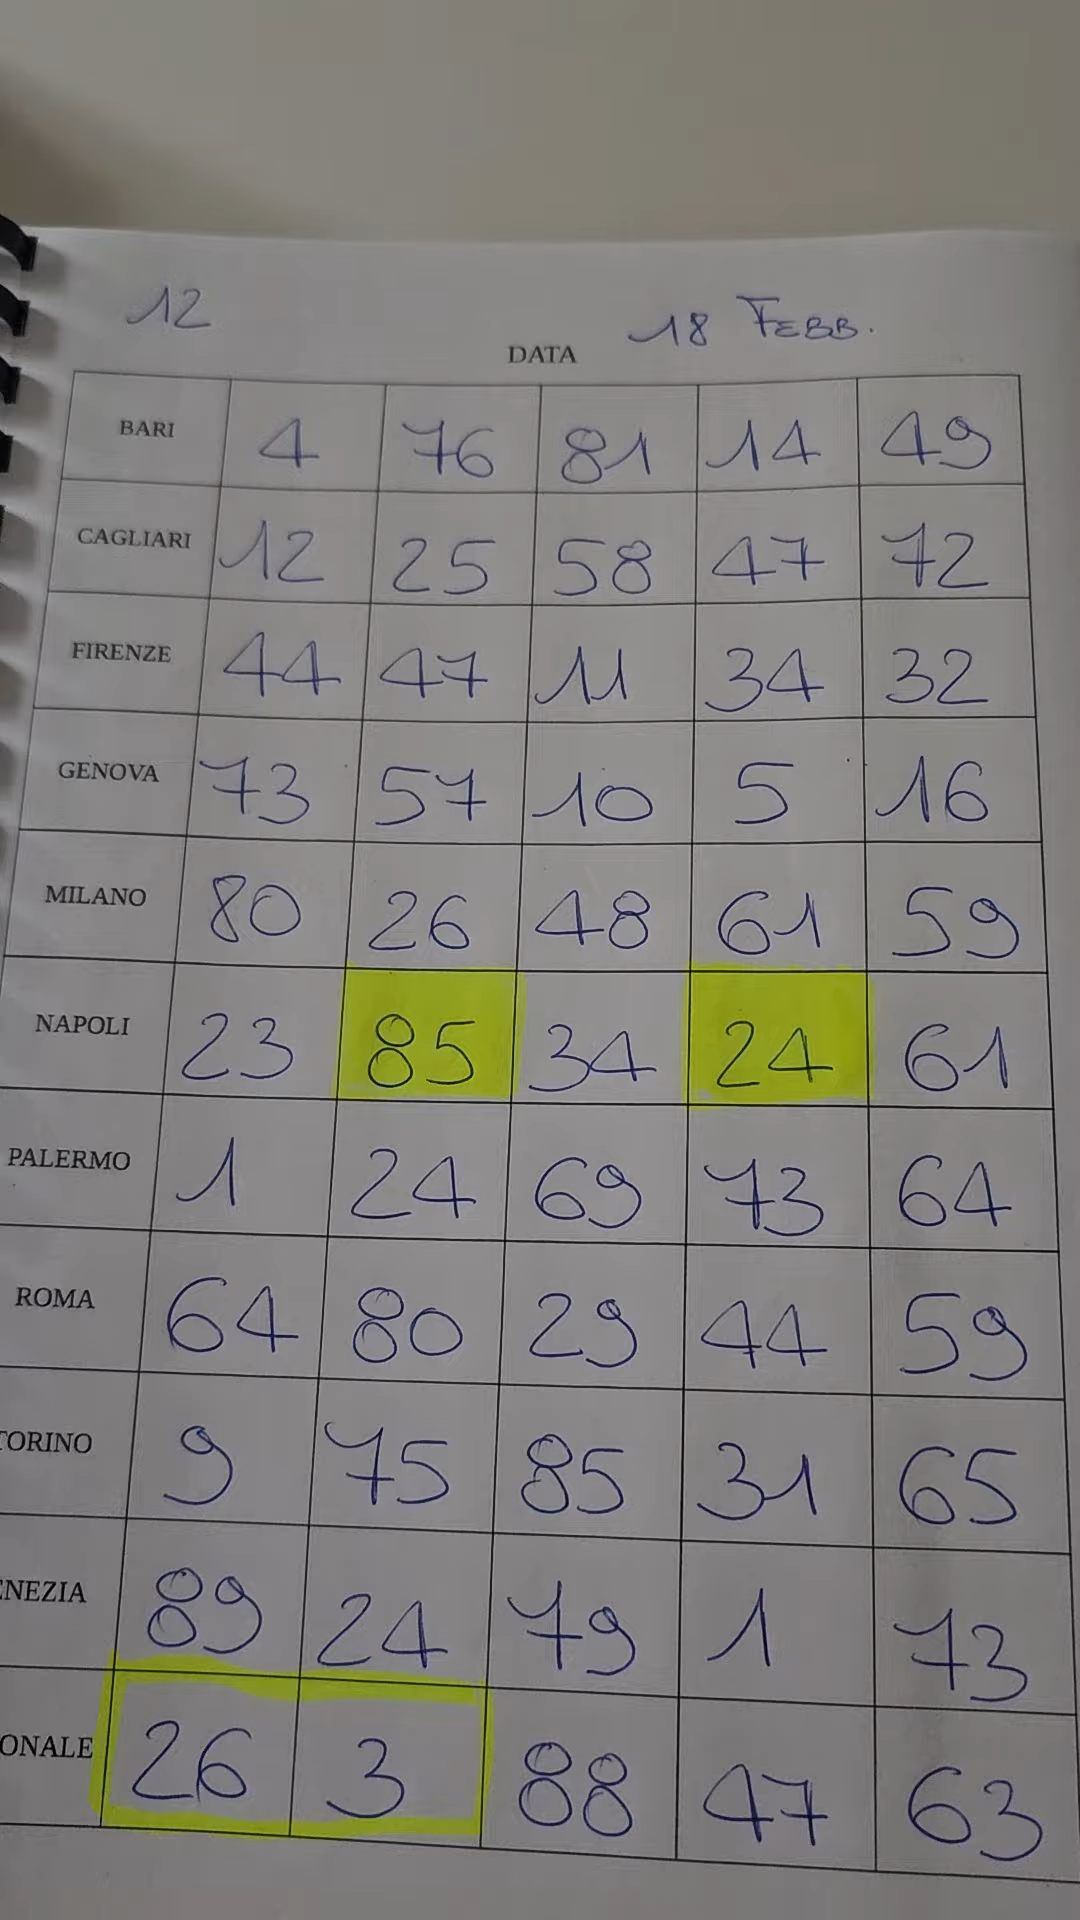 12
DATA 18 FEBB.
BARI 4 76 81 14 49
CAGLIARI 12 25 58 47 72
FIRENZE 44 47 11 34 32
GENOVA 73 57 10 5 16
MILANO 80 26 48 61 59
NAPOLI 23 85 34 24 61
PALERMO 1 24 69 73 64
ROMA 64 80 29 44 59
TORINO 9 75 85 31 65
ENEZIA 89 24 79 1 73
ONALE 26 3 88 47 63